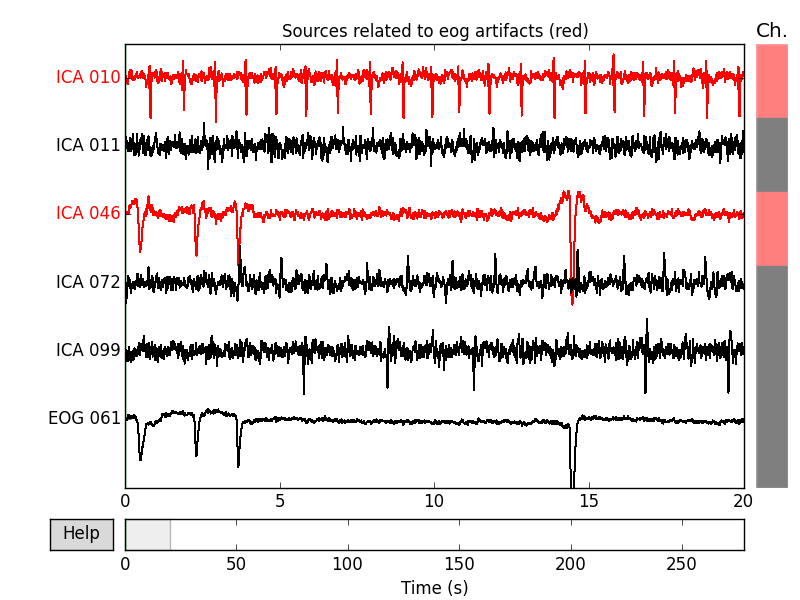 Sources related to eog artifacts (red)
Ch.
ICA 010
ICA 011
ICA 046
ICA 072
ICA 099
EOG 061
0 5 10 15 20
Help
0 50 100 150 200 250
Time (s)